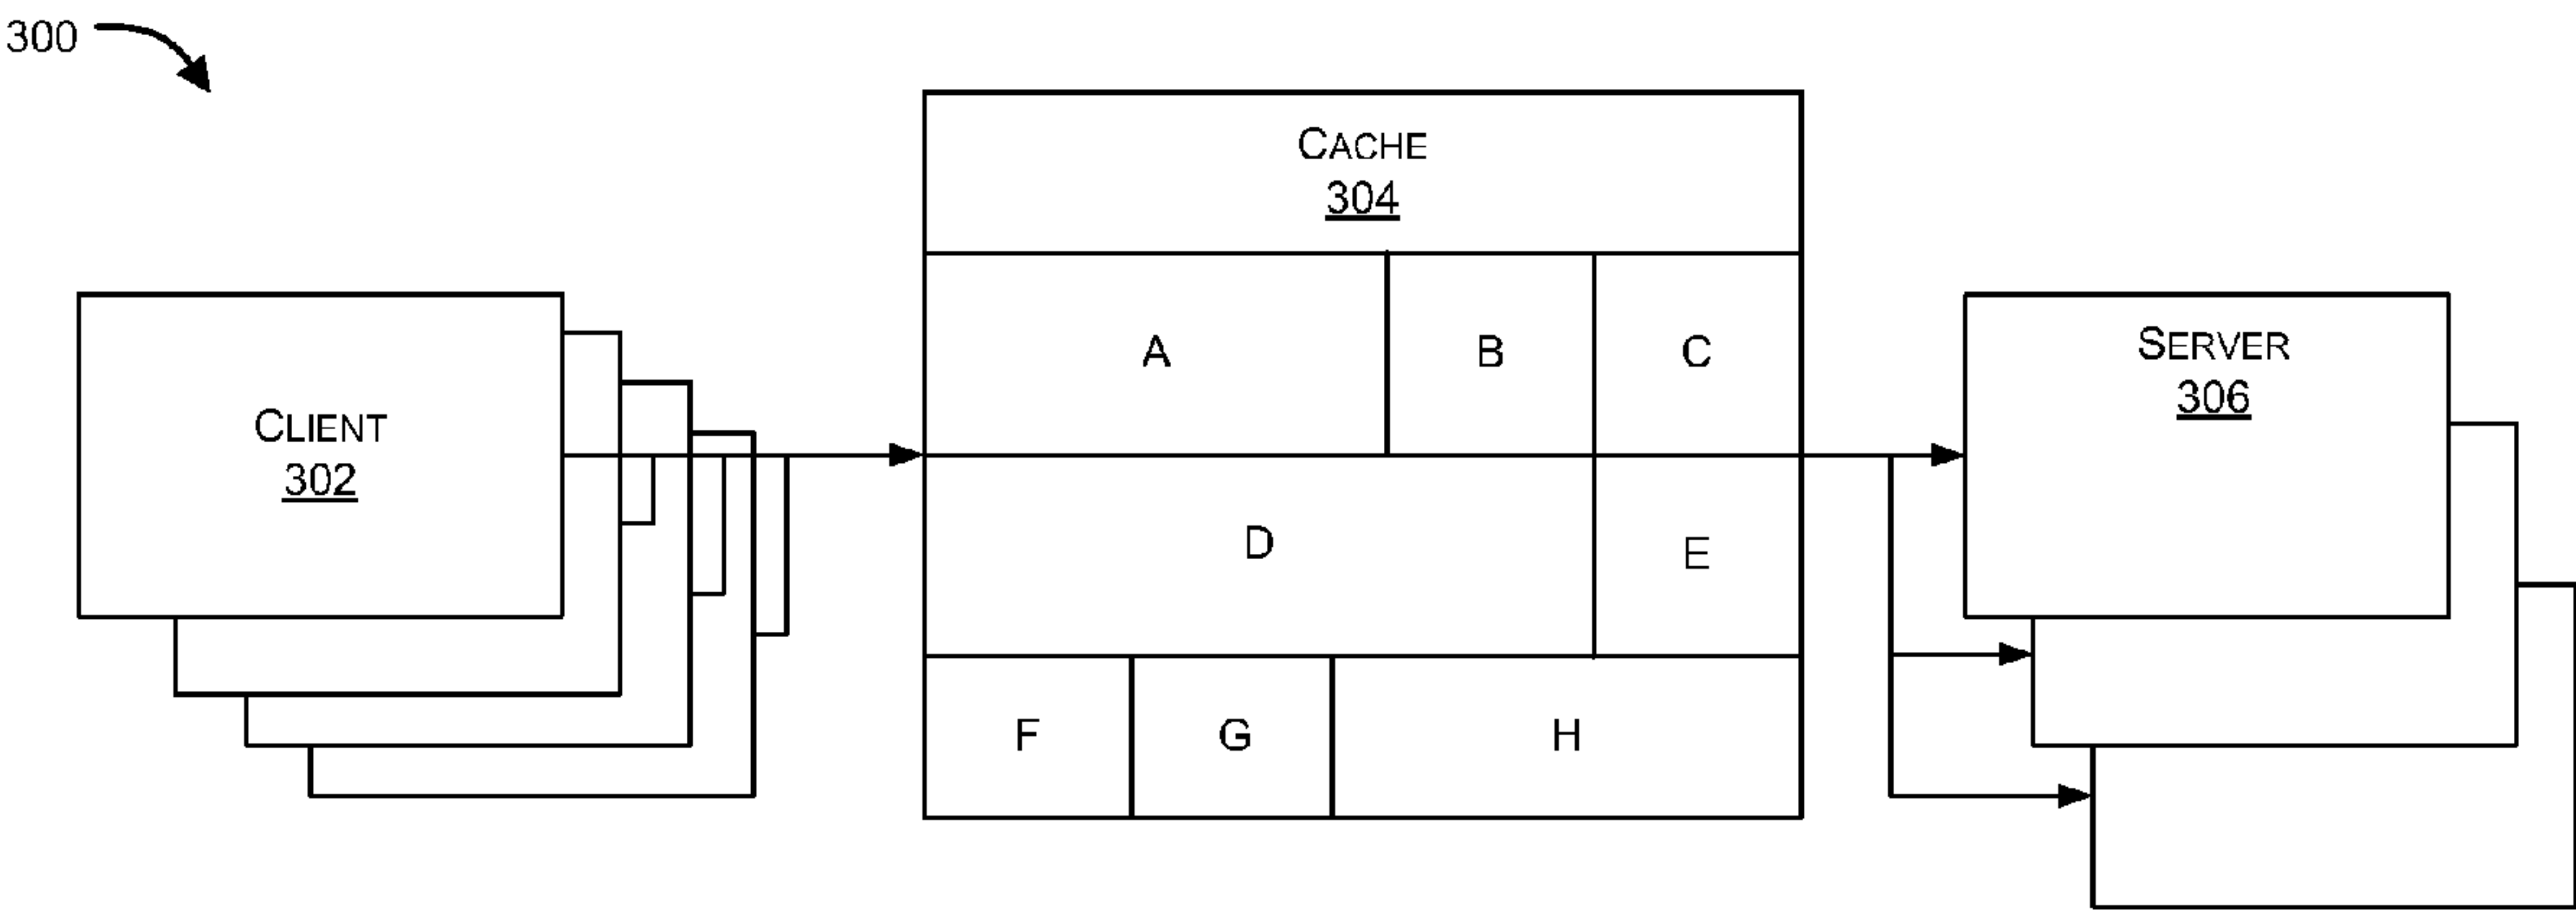 300
CACHE
304
A B C
CLIENT
302
D E
F G H
SERVER
306